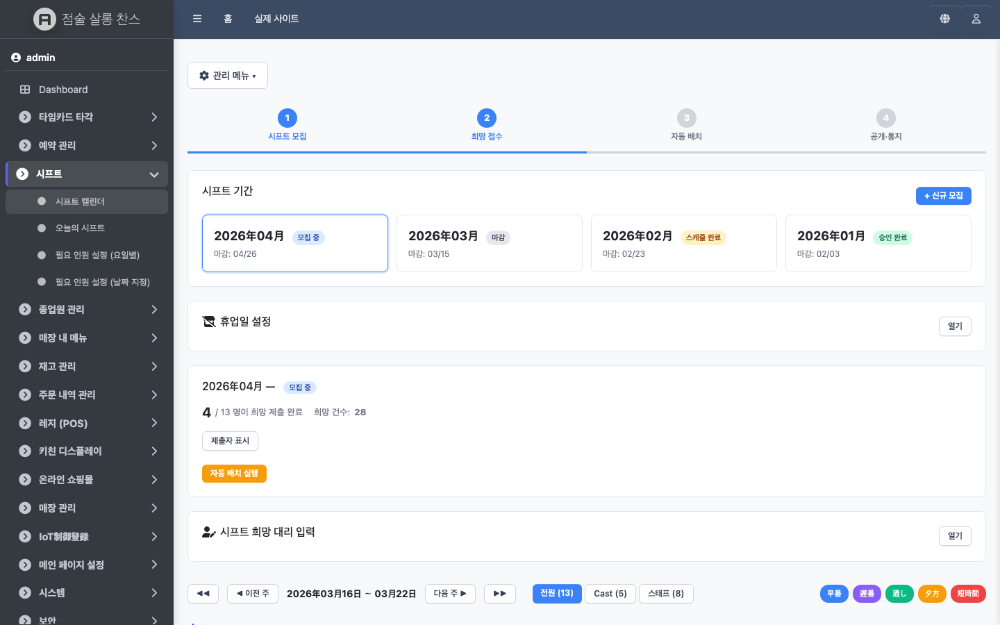 점술 살롱 찬스
홈
실제 사이트
admin
Dashboard
타임카드 타각
예약 관리
시프트
시프트 캘린더
오늘의 시프트
필요 인원 설정 (요일별)
필요 인원 설정 (날짜 지정)
종업원 관리
매장 내 메뉴
재고 관리
주문 내역 관리
레지 (POS)
키친 디스플레이
온라인 쇼핑몰
매장 관리
IoT制御登録
메인 페이지 설정
시스템
보안
관리 메뉴 ▾
1
시프트 모집
2
희망 접수
3
자동 배치
4
공개·통지
시프트 기간
+ 신규 모집
2026年04月 모집 중
마감: 04/26
2026年03月 마감
마감: 03/15
2026年02月 스케줄 완료
마감: 02/23
2026年01月 승인 완료
마감: 02/03
휴업일 설정
열기
2026年04月 — 모집 중
4 / 13 명이 희망 제출 완료 희망 건수: 28
제출자 표시
자동 배치 실행
시프트 희망 대리 입력
열기
◀◀ ◀ 이전 주 2026年03月16日 ~ 03月22日 다음 주 ▶ ▶▶ 전원 (13) Cast (5) 스태프 (8) 早番 遅番 通し 夕方 短時間